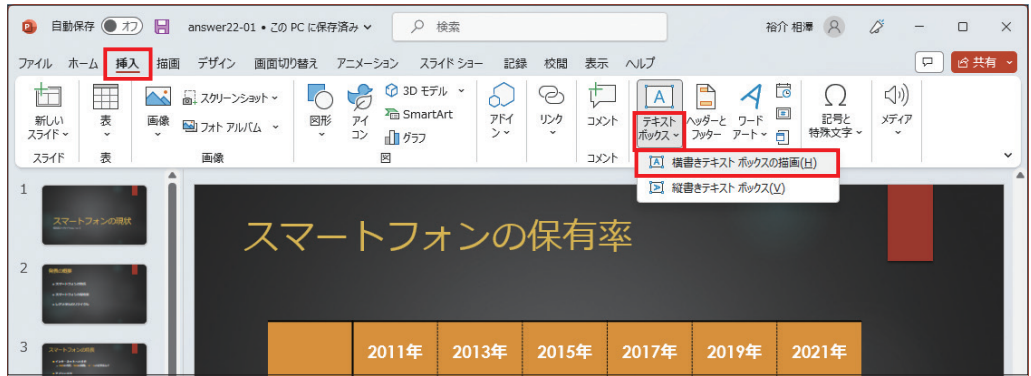 自動保存 オフ answer22-01 • この PC に保存済み 検索 裕介 相澤
ファイル ホーム 挿入 描画 デザイン 画面切り替え アニメーション スライド ショー 記録 校閲 表示 ヘルプ 共有
新しい
スライド
表
画像
スクリーンショット
フォト アルバム
図形
アイ
コン
3D モデル
SmartArt
グラフ
アドイ
ン
リンク
コメント
テキスト
ボックス
ヘッダーと
フッター
ワード
アート
記号と
特殊文字
メディア
スライド 表 画像 図 コメント
横書きテキスト ボックスの描画(H)
縦書きテキスト ボックス(V)
1
スマートフォンの現状
2
3
スマートフォンの保有率
2011年 2013年 2015年 2017年 2019年 2021年